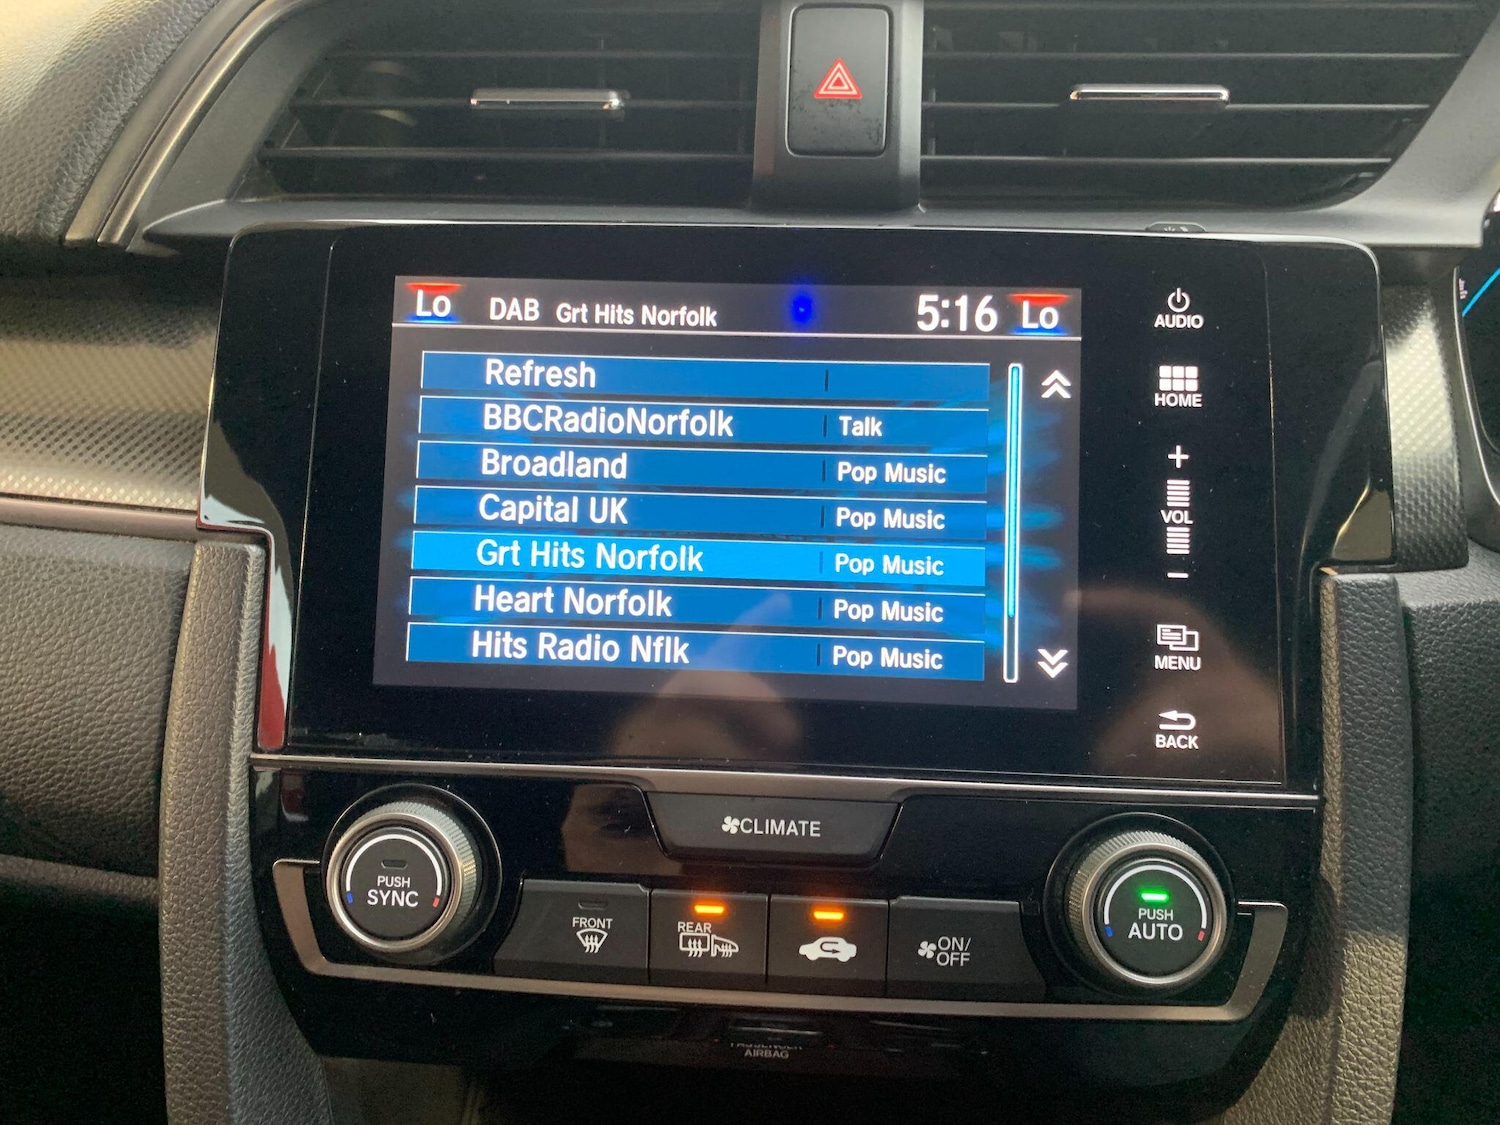 Lo DAB Grt Hits Norfolk 5:16 Lo
Refresh
BBCRadioNorfolk Talk
Broadland Pop Music
Capital UK Pop Music
Grt Hits Norfolk Pop Music
Heart Norfolk Pop Music
Hits Radio Nflk Pop Music
AUDIO
HOME
+
VOL
−
MENU
BACK
CLIMATE
PUSH
SYNC
FRONT
REAR
ON/
OFF
PUSH
AUTO
PASSENGER
AIRBAG